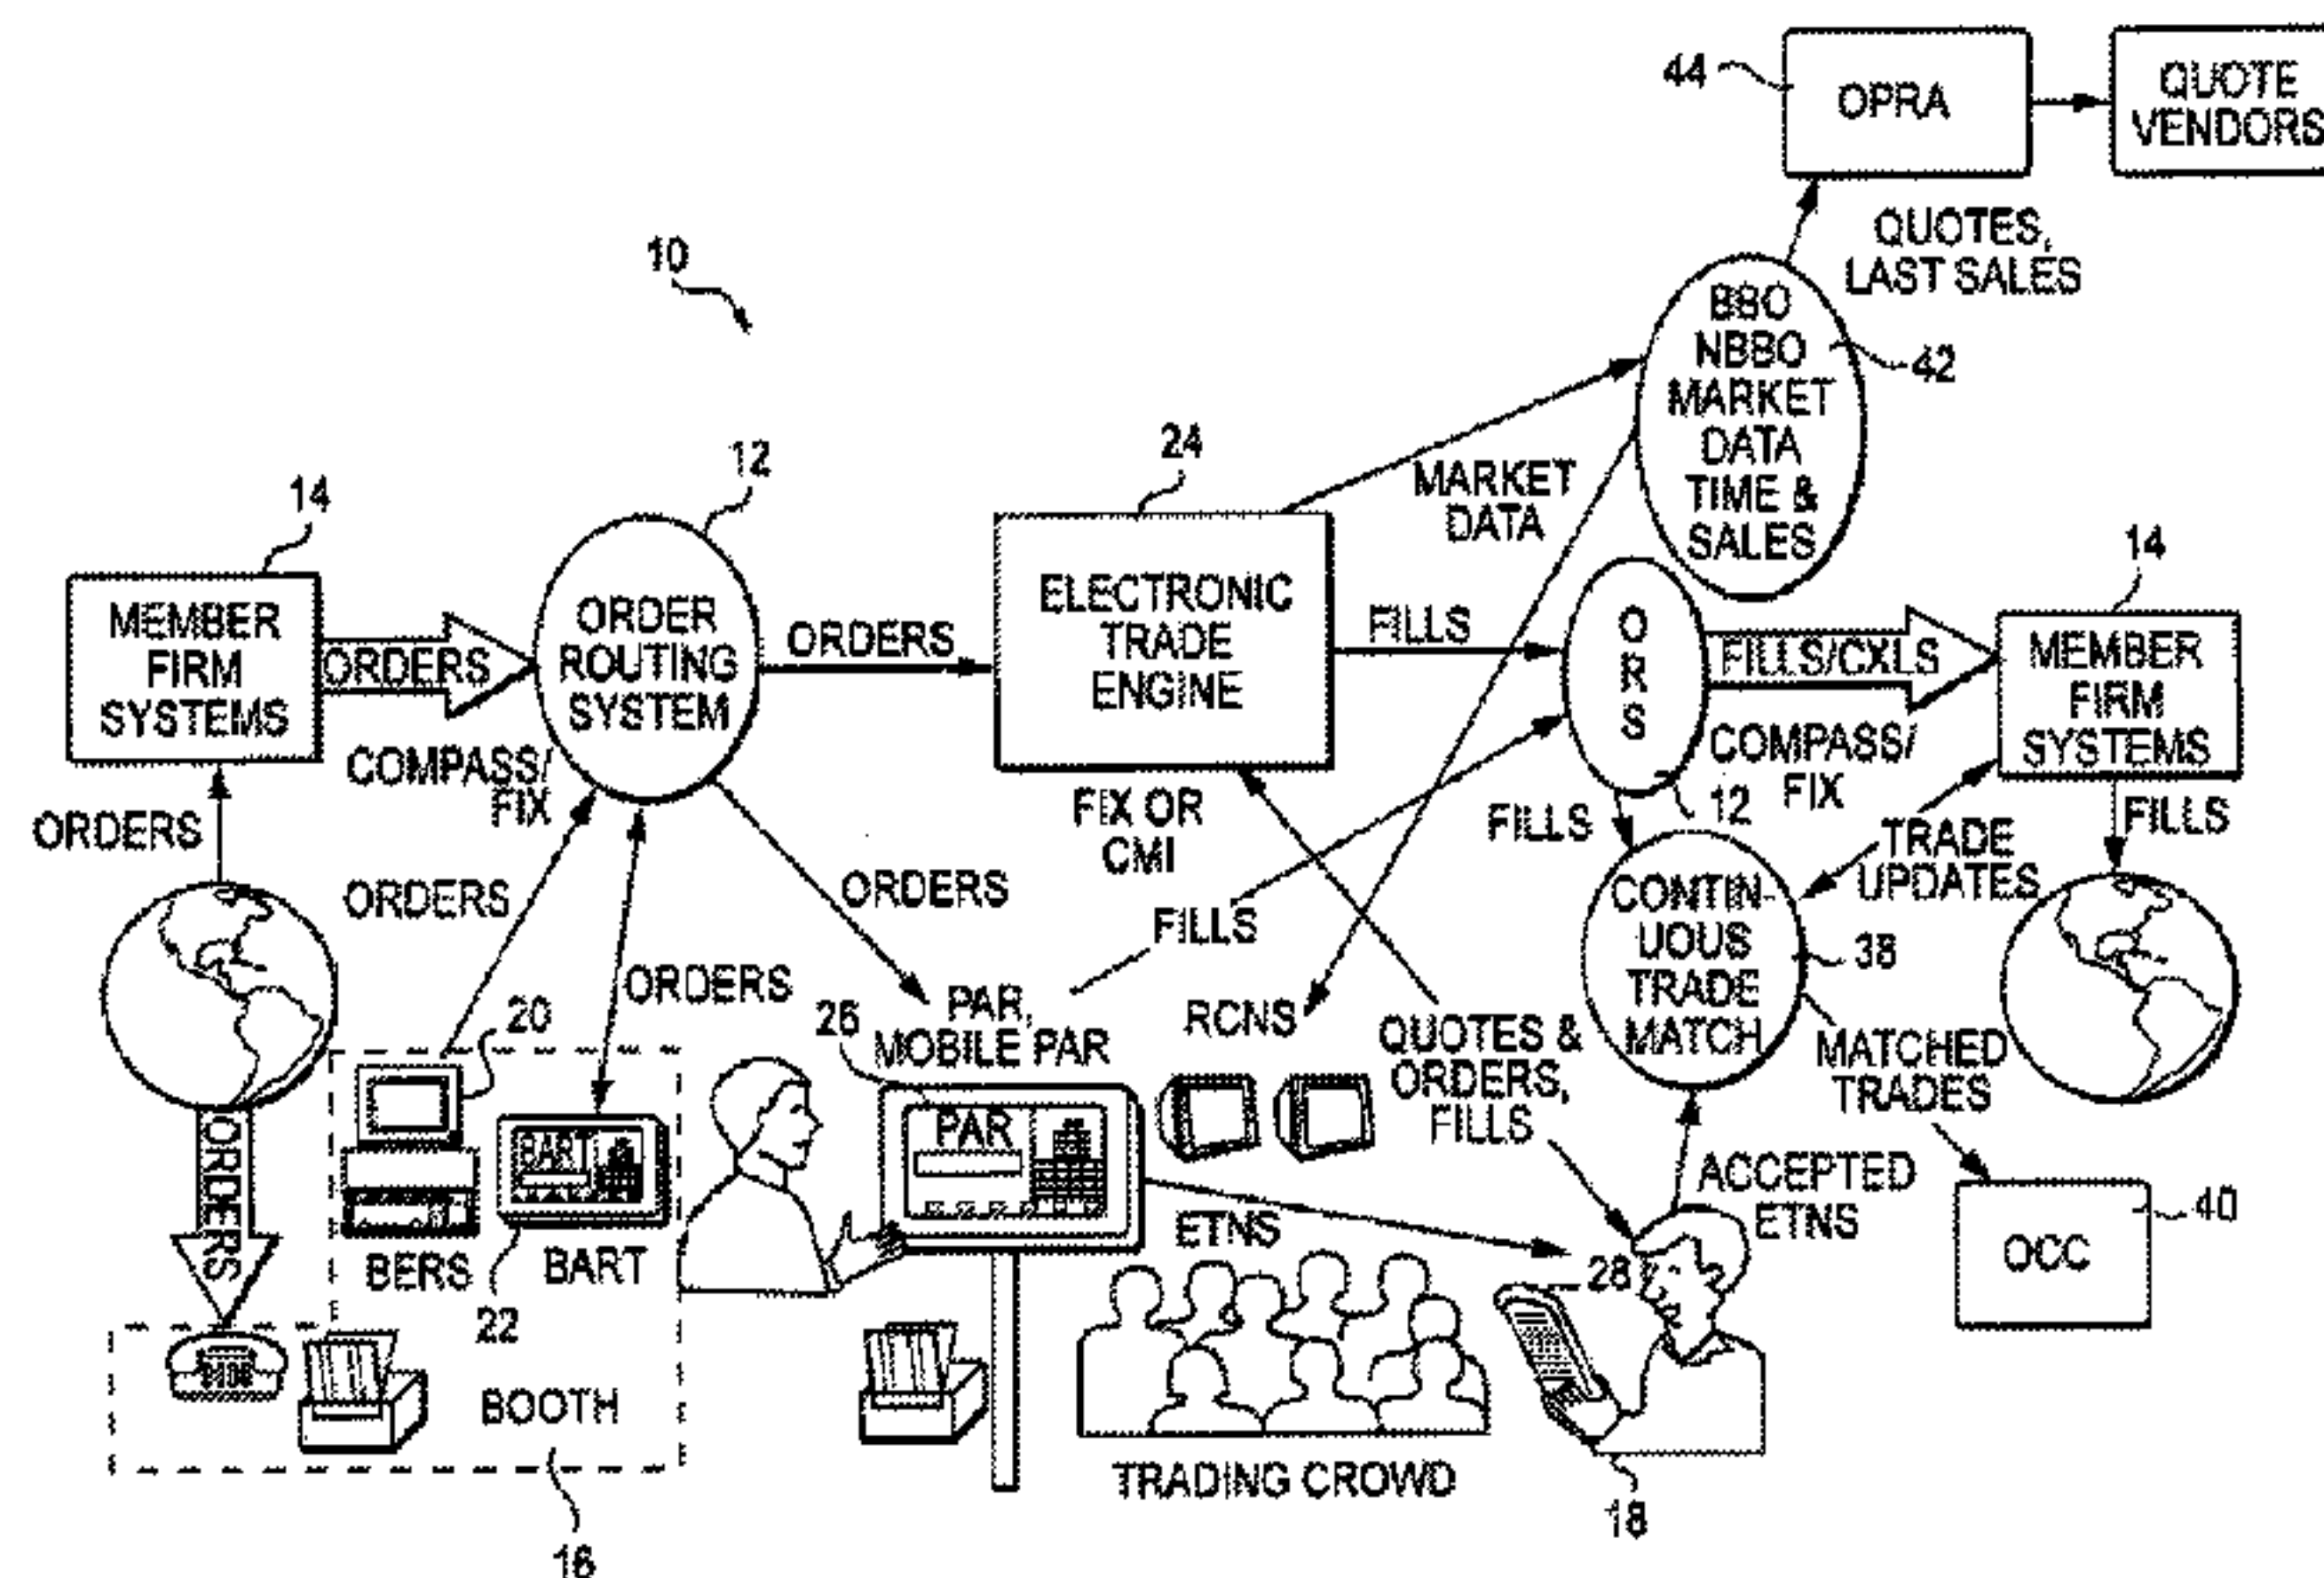 44
OPRA
QUOTE
VENDORS
QUOTES,
LAST SALES
10
BBO
NBBO
MARKET
DATA
TIME &
SALES
42
24
12
14
MARKET
DATA
14
MEMBER
FIRM
SYSTEMS
ORDERS
ORDER
ROUTING
SYSTEM
ORDERS
ELECTRONIC
TRADE
ENGINE
FILLS
O
R
S
FILLS/CXLS
MEMBER
FIRM
SYSTEMS
COMPASS/
FIX
FIX OR
CMI
COMPASS/
FIX
12
ORDERS
ORDERS
ORDERS
FILLS
FILLS
TRADE
UPDATES
FILLS
CONTIN-
UOUS
TRADE
MATCH
38
ORDERS
20
26
PAR,
MOBILE PAR
RCNS
QUOTES &
ORDERS,
FILLS
MATCHED
TRADES
ORDERS
BART
PAR
ACCEPTED
ETNS
40
OCC
BERS
BART
22
ETNS
28
BOOTH
TRADING CROWD
18
16